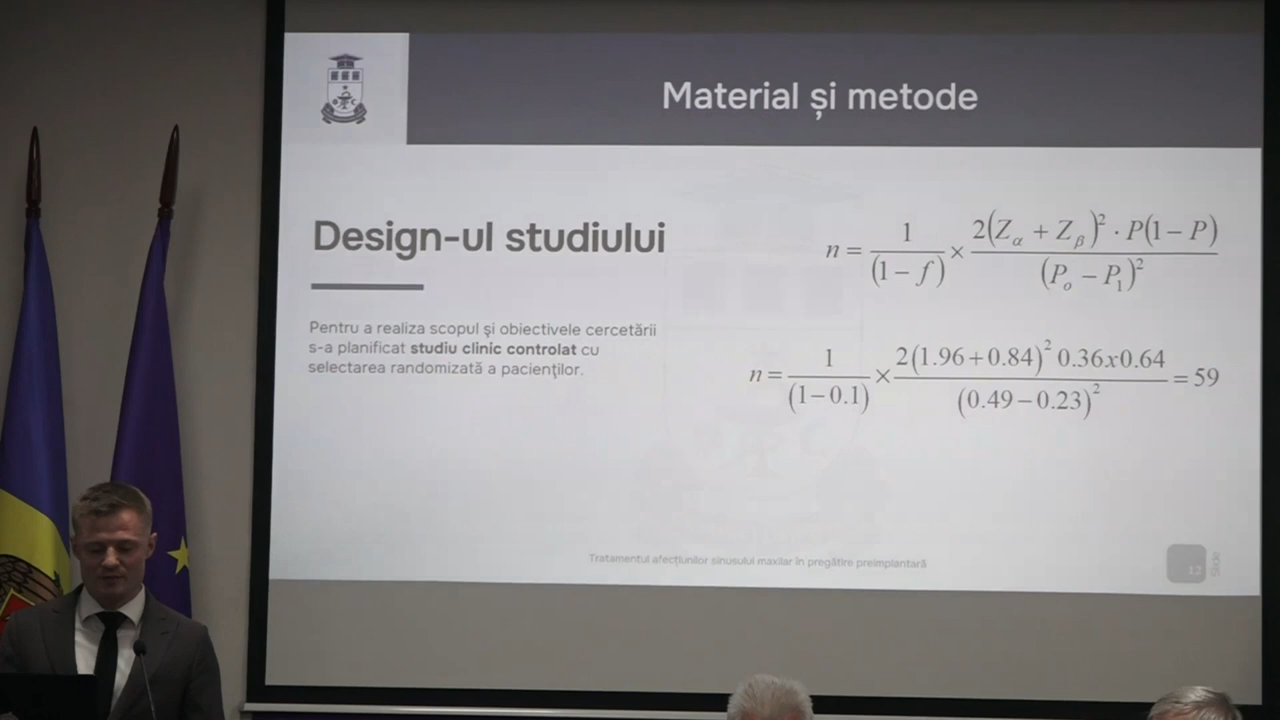 Material și metode
Design-ul studiului
Pentru a realiza scopul și obiectivele cercetării
s-a planificat studiu clinic controlat cu
selectarea randomizată a pacienților.
n = 1/(1 − f) × 2(Zα + Zβ)² · P(1 − P)/(Po − P1)²
n = 1/(1−0.1) × 2(1.96+0.84)² 0.36x0.64/(0.49−0.23)² = 59
Tratamentul afecțiunilor sinusului maxilar în pregătire preimplantară
12
Slide